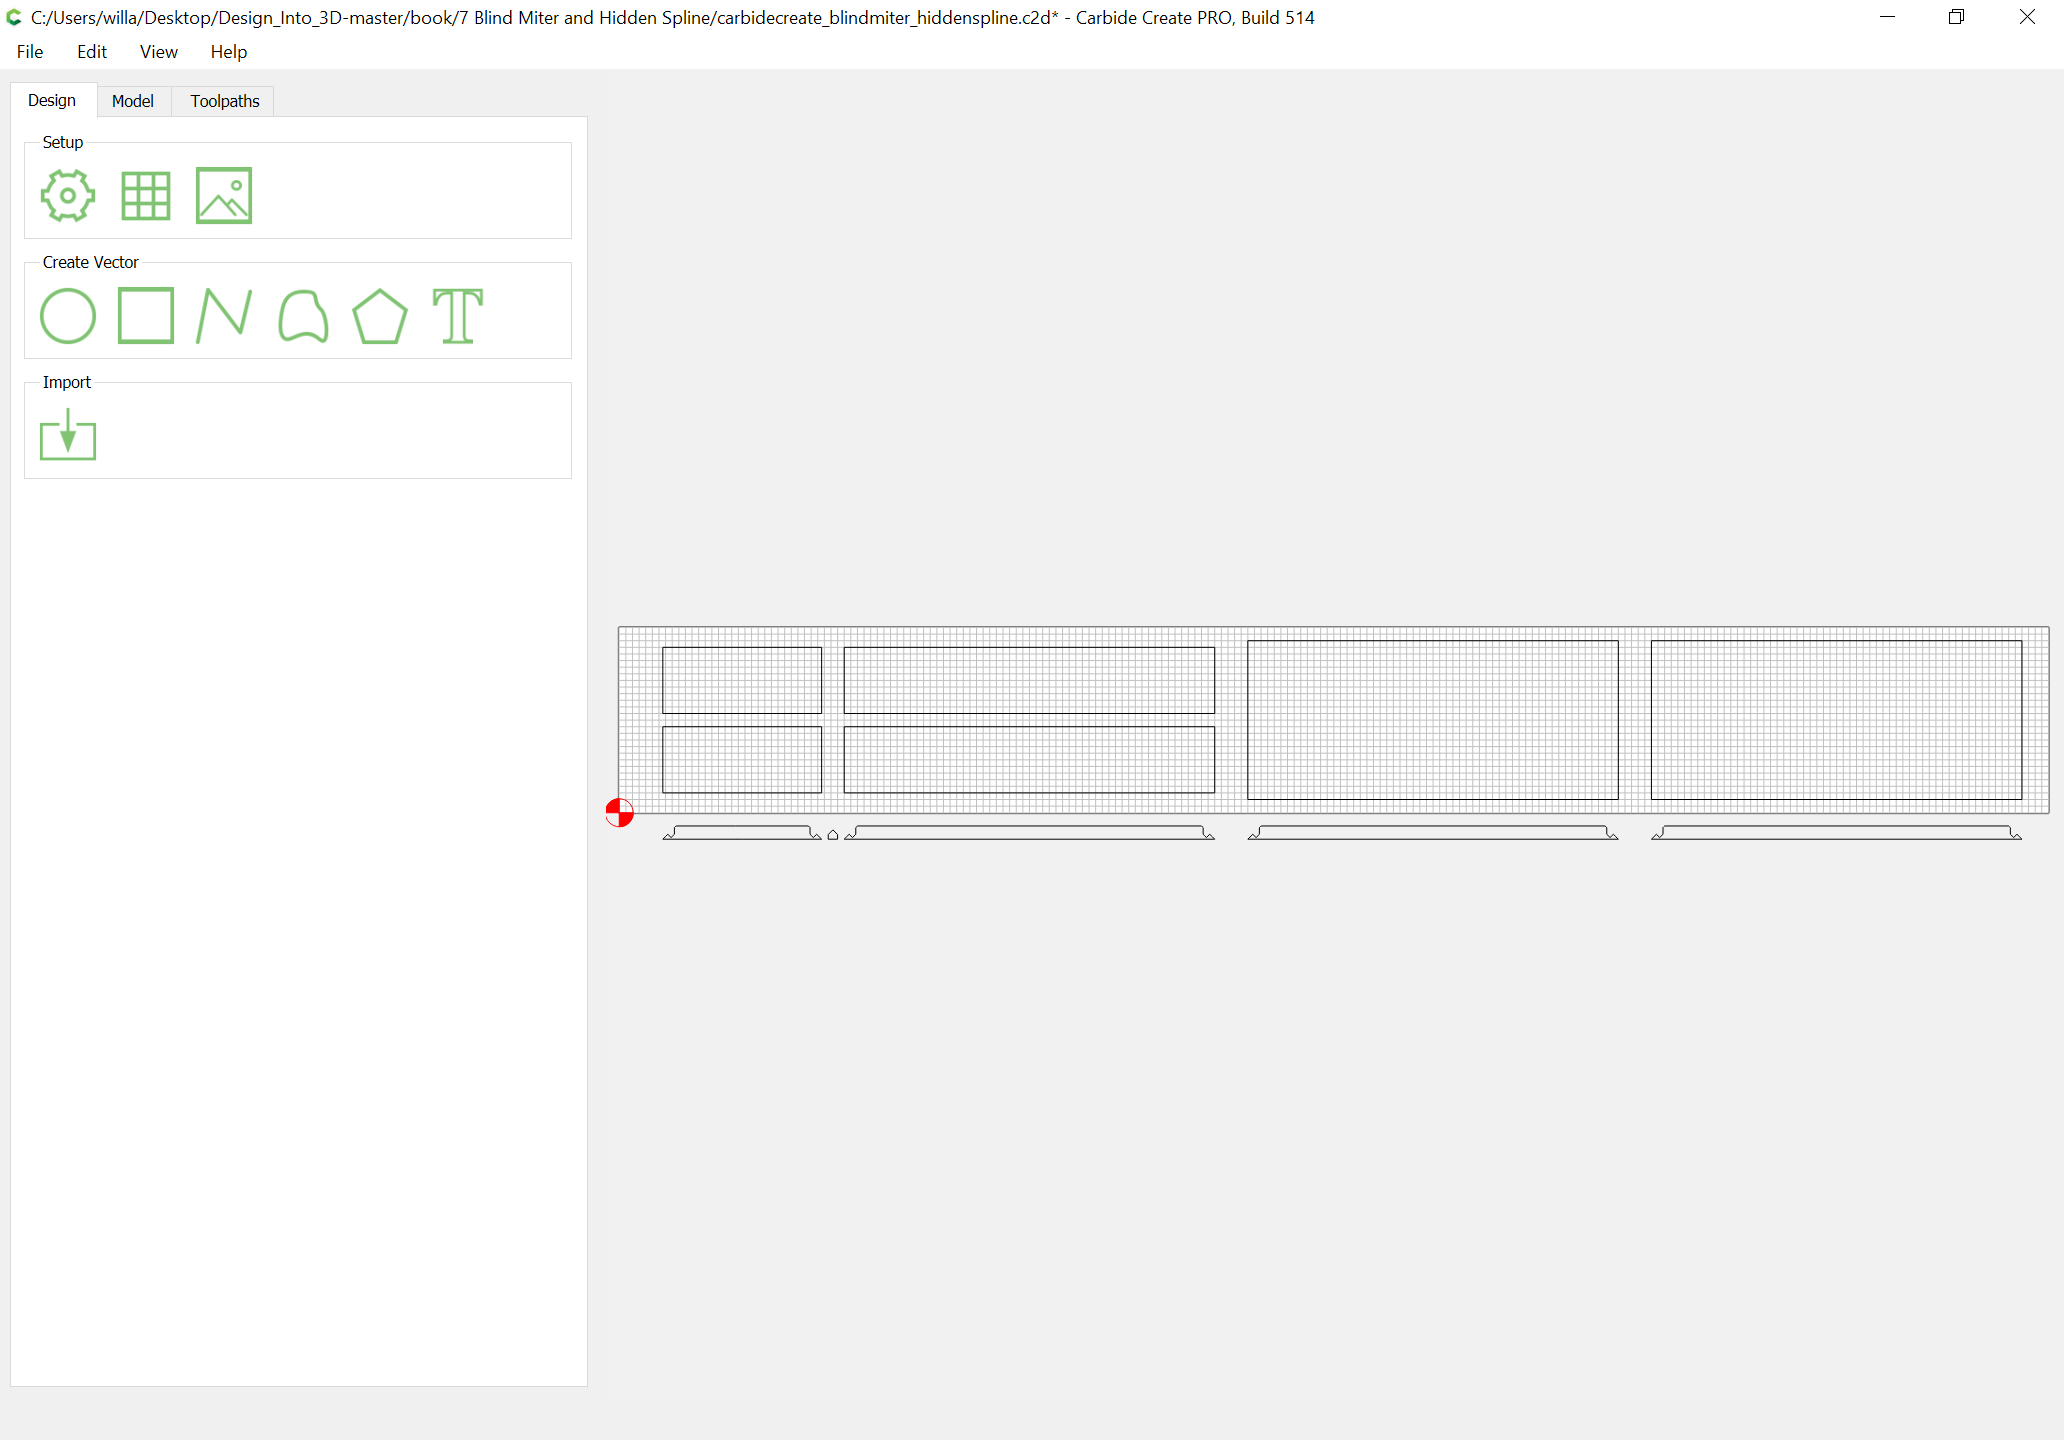 C:/Users/willa/Desktop/Design_Into_3D-master/book/7 Blind Miter and Hidden Spline/carbidecreate_blindmiter_hiddenspline.c2d* - Carbide Create PRO, Build 514
File Edit View Help
Design Model Toolpaths
Setup
Create Vector
Import